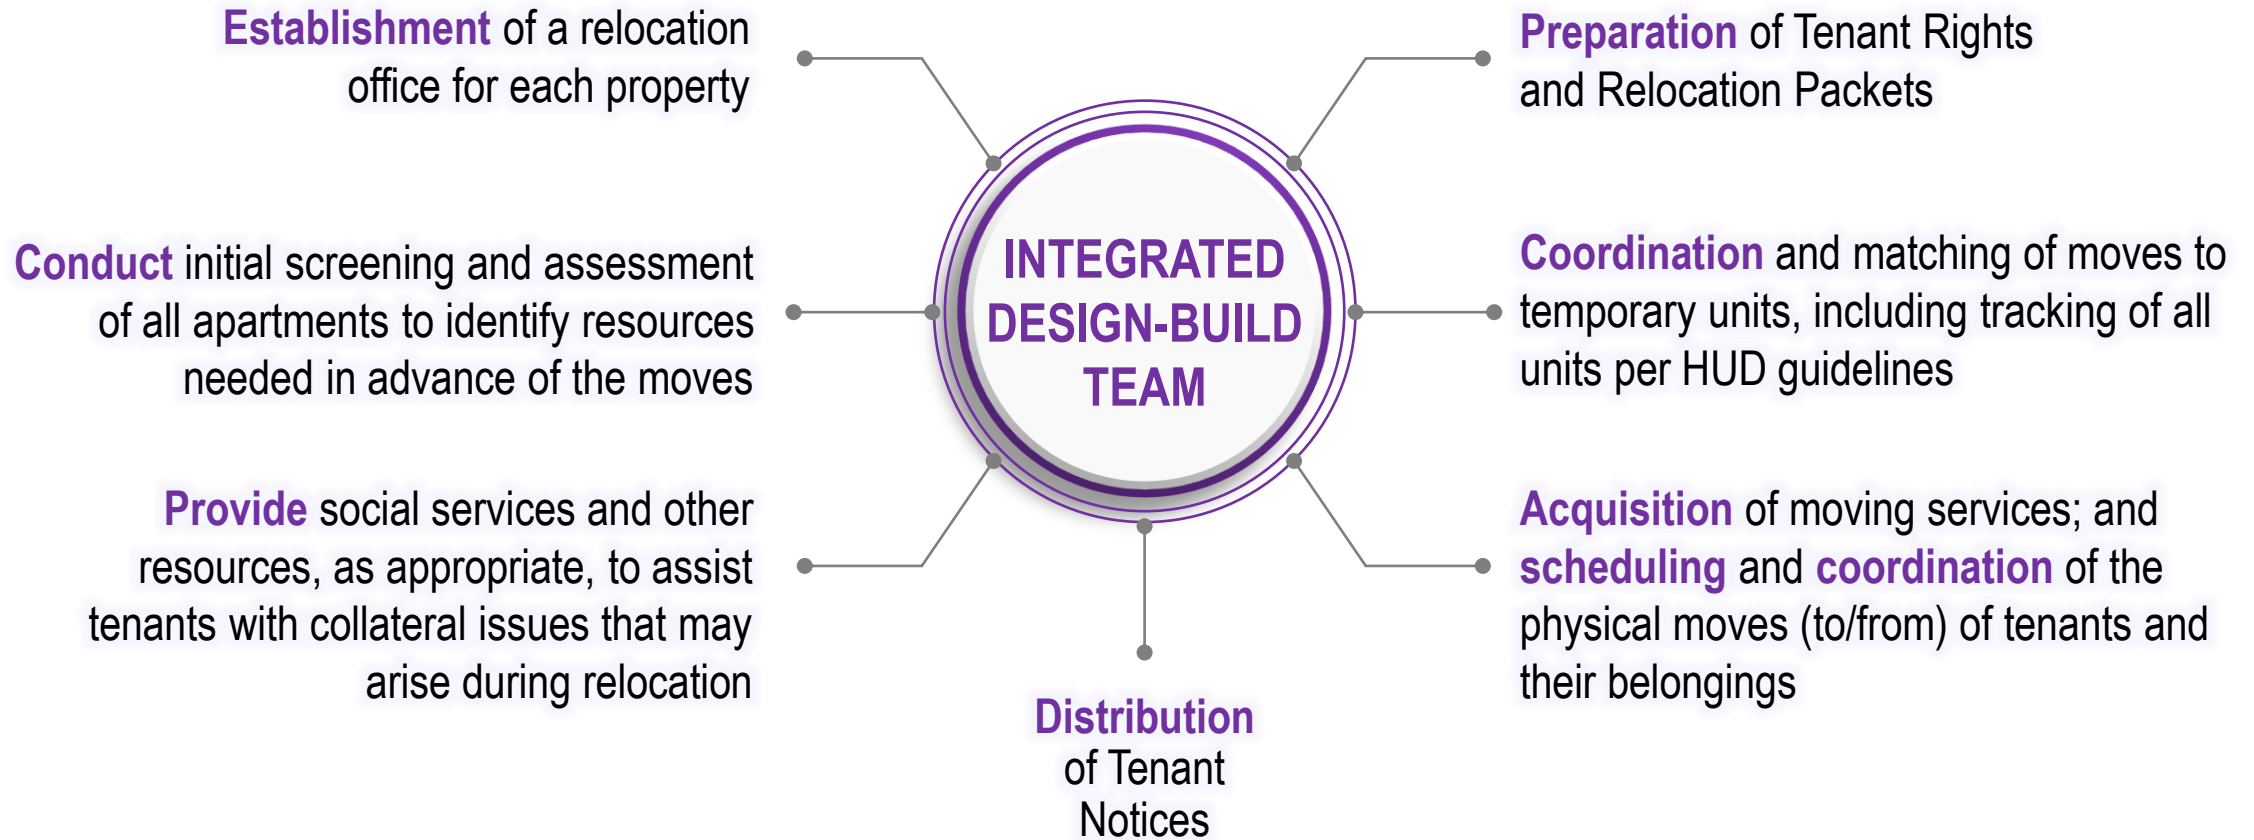 Establishment of a relocation
office for each property
Conduct initial screening and assessment
of all apartments to identify resources
needed in advance of the moves
Provide social services and other
resources, as appropriate, to assist
tenants with collateral issues that may
arise during relocation
INTEGRATED
DESIGN-BUILD
TEAM
Distribution
of Tenant
Notices
Preparation of Tenant Rights
and Relocation Packets
Coordination and matching of moves to
temporary units, including tracking of all
units per HUD guidelines
Acquisition of moving services; and
scheduling and coordination of the
physical moves (to/from) of tenants and
their belongings